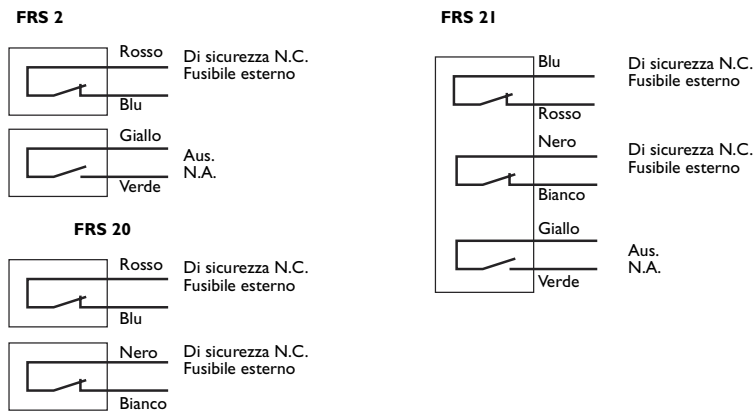 FRS 2
Rosso
Di sicurezza N.C.
Fusibile esterno
Blu
Giallo
Aus.
N.A.
Verde
FRS 20
Rosso
Di sicurezza N.C.
Fusibile esterno
Blu
Nero
Di sicurezza N.C.
Fusibile esterno
Bianco
FRS 21
Blu
Di sicurezza N.C.
Fusibile esterno
Rosso
Nero
Di sicurezza N.C.
Fusibile esterno
Bianco
Giallo
Aus.
N.A.
Verde